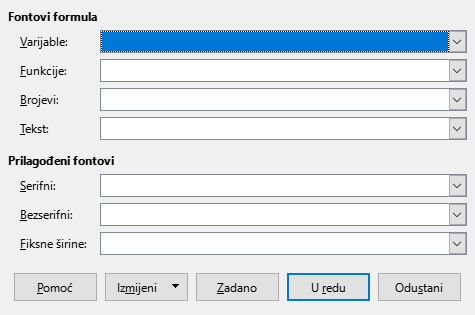 Fontovi formula
Varijable:
Funkcije:
Brojevi:
Tekst:
Prilagođeni fontovi
Serifni:
Bezserifni:
Fiksne širine:
Pomoć Izmijeni Zadano U redu Odustani